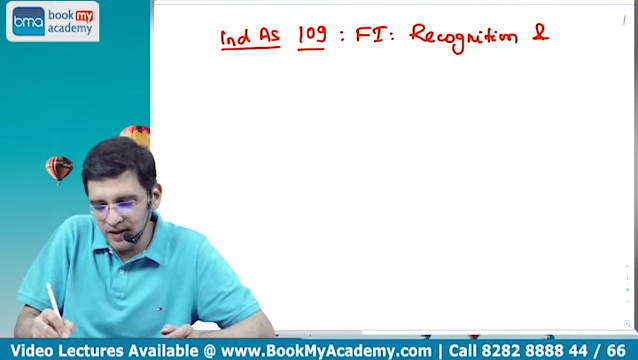 bma
book my
academy
Ind AS 109 : FI: Recognition &
Video Lectures Available @ www.BookMyAcademy.com | Call 8282 8888 44 / 66